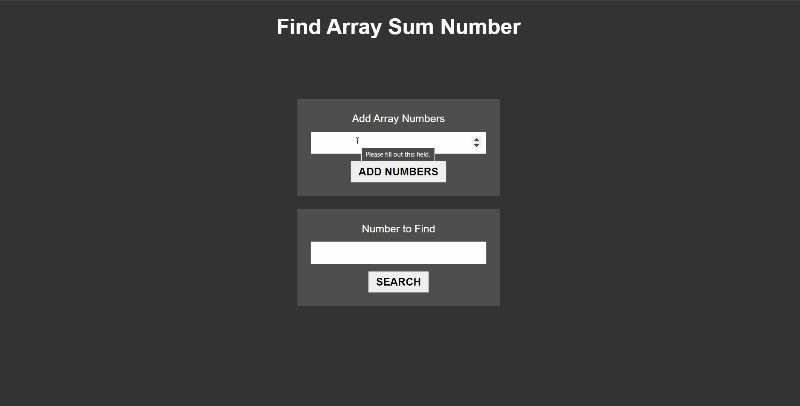 Find Array Sum Number
Add Array Numbers
Please fill out this field.
ADD NUMBERS
Number to Find
SEARCH